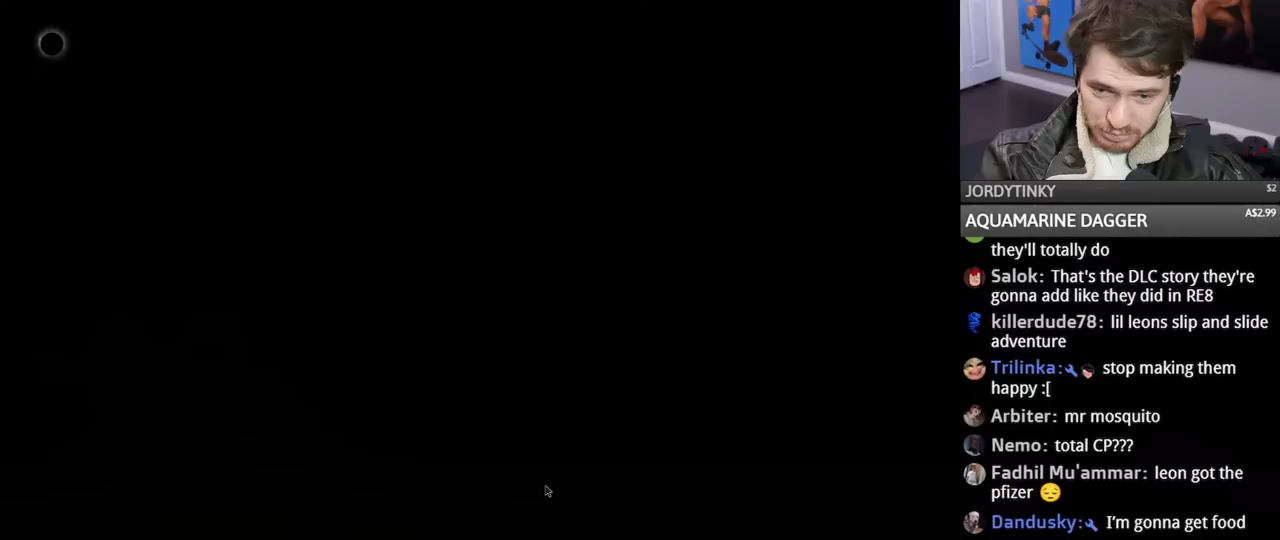 JORDYTINKY $2
AQUAMARINE DAGGER A$2.99
they'll totally do
Salok: That's the DLC story they're
gonna add like they did in RE8
killerdude78: lil leons slip and slide
adventure
Trilinka: stop making them
happy :[
Arbiter: mr mosquito
Nemo: total CP???
Fadhil Mu'ammar: leon got the
pfizer 😔
Dandusky: I'm gonna get food